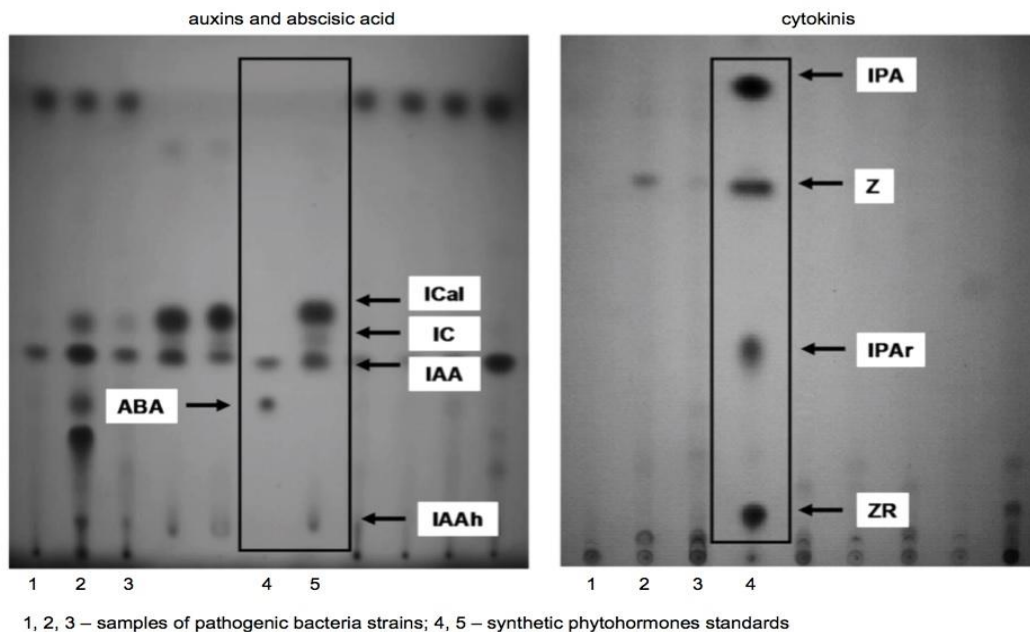 auxins and abscisic acid
cytokinis
ICal
IC
IAA
ABA
IAAh
1 2 3 4 5
IPA
Z
IPAr
ZR
1 2 3 4
1, 2, 3 – samples of pathogenic bacteria strains; 4, 5 – synthetic phytohormones standards